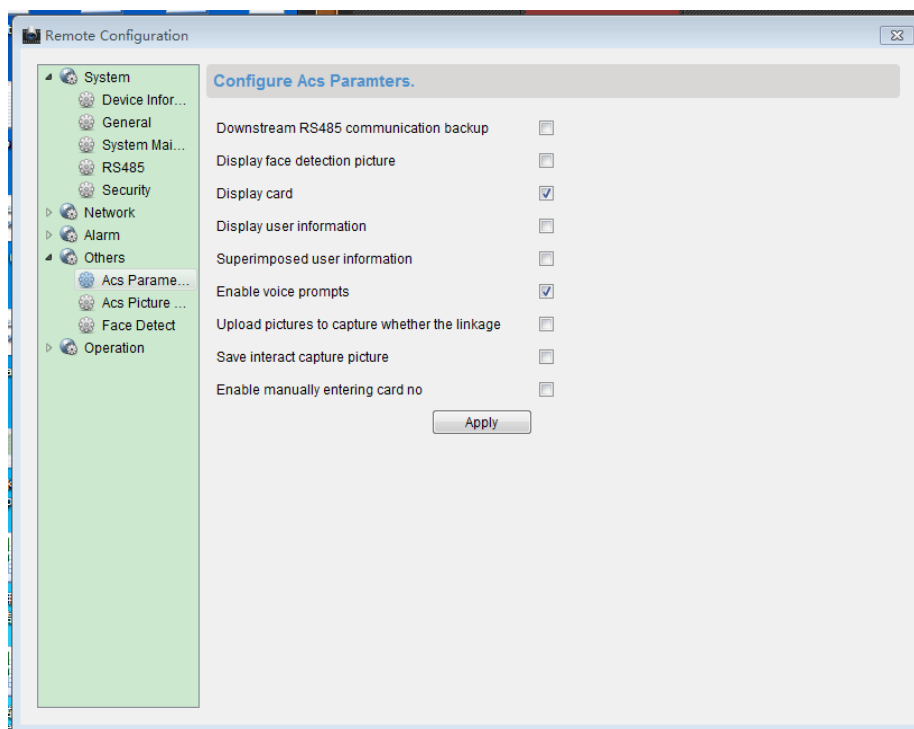 Remote Configuration
System
Device Infor...
General
System Mai...
RS485
Security
Network
Alarm
Others
Acs Parame...
Acs Picture ...
Face Detect
Operation
Configure Acs Paramters.
Downstream RS485 communication backup
Display face detection picture
Display card
Display user information
Superimposed user information
Enable voice prompts
Upload pictures to capture whether the linkage
Save interact capture picture
Enable manually entering card no
Apply